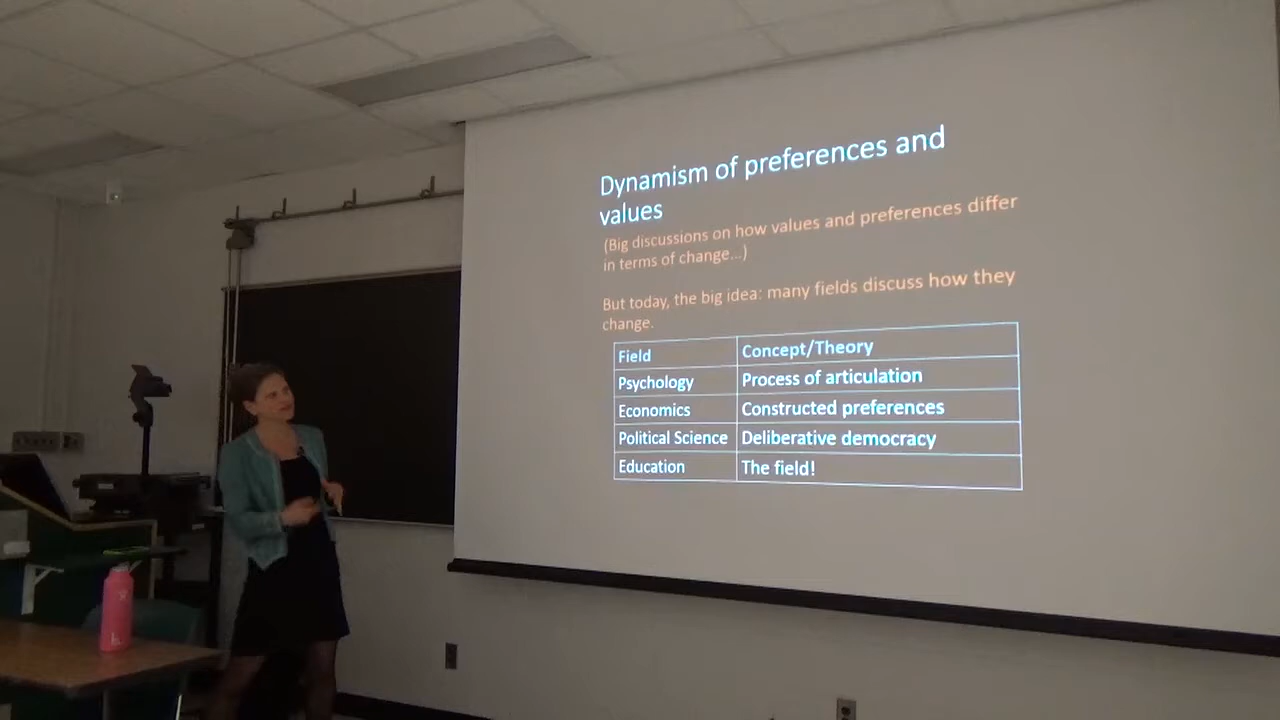 Dynamism of preferences and
values
(Big discussions on how values and preferences differ
in terms of change...)
But today, the big idea: many fields discuss how they
change.
Field Concept/Theory
Psychology Process of articulation
Economics Constructed preferences
Political Science Deliberative democracy
Education The field!